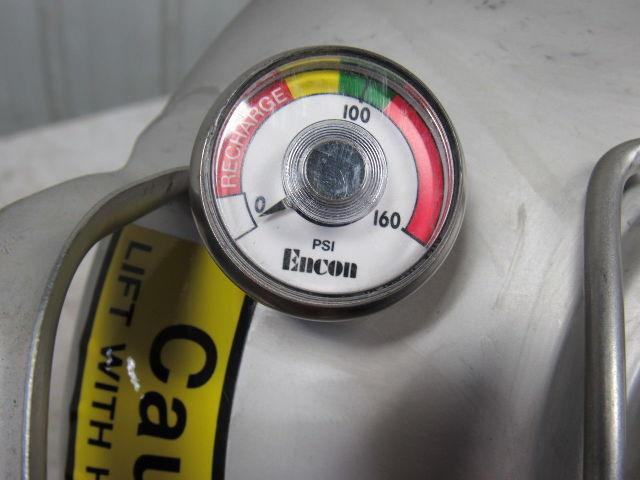 RECHARGE
100
0
160
PSI
Encon
Cau
LIFT WITH